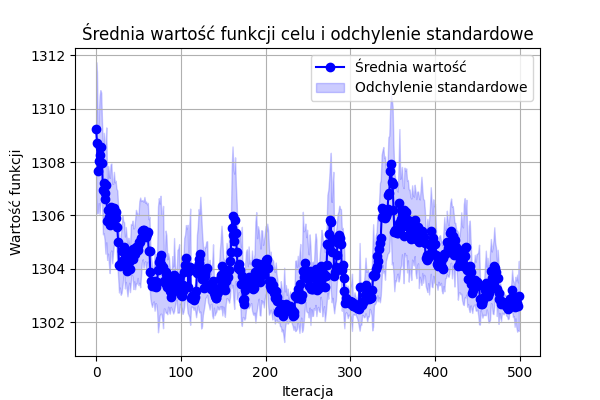 Średnia wartość funkcji celu i odchylenie standardowe
Średnia wartość
Odchylenie standardowe
Wartość funkcji
1312
1310
1308
1306
1304
1302
0 100 200 300 400 500
Iteracja